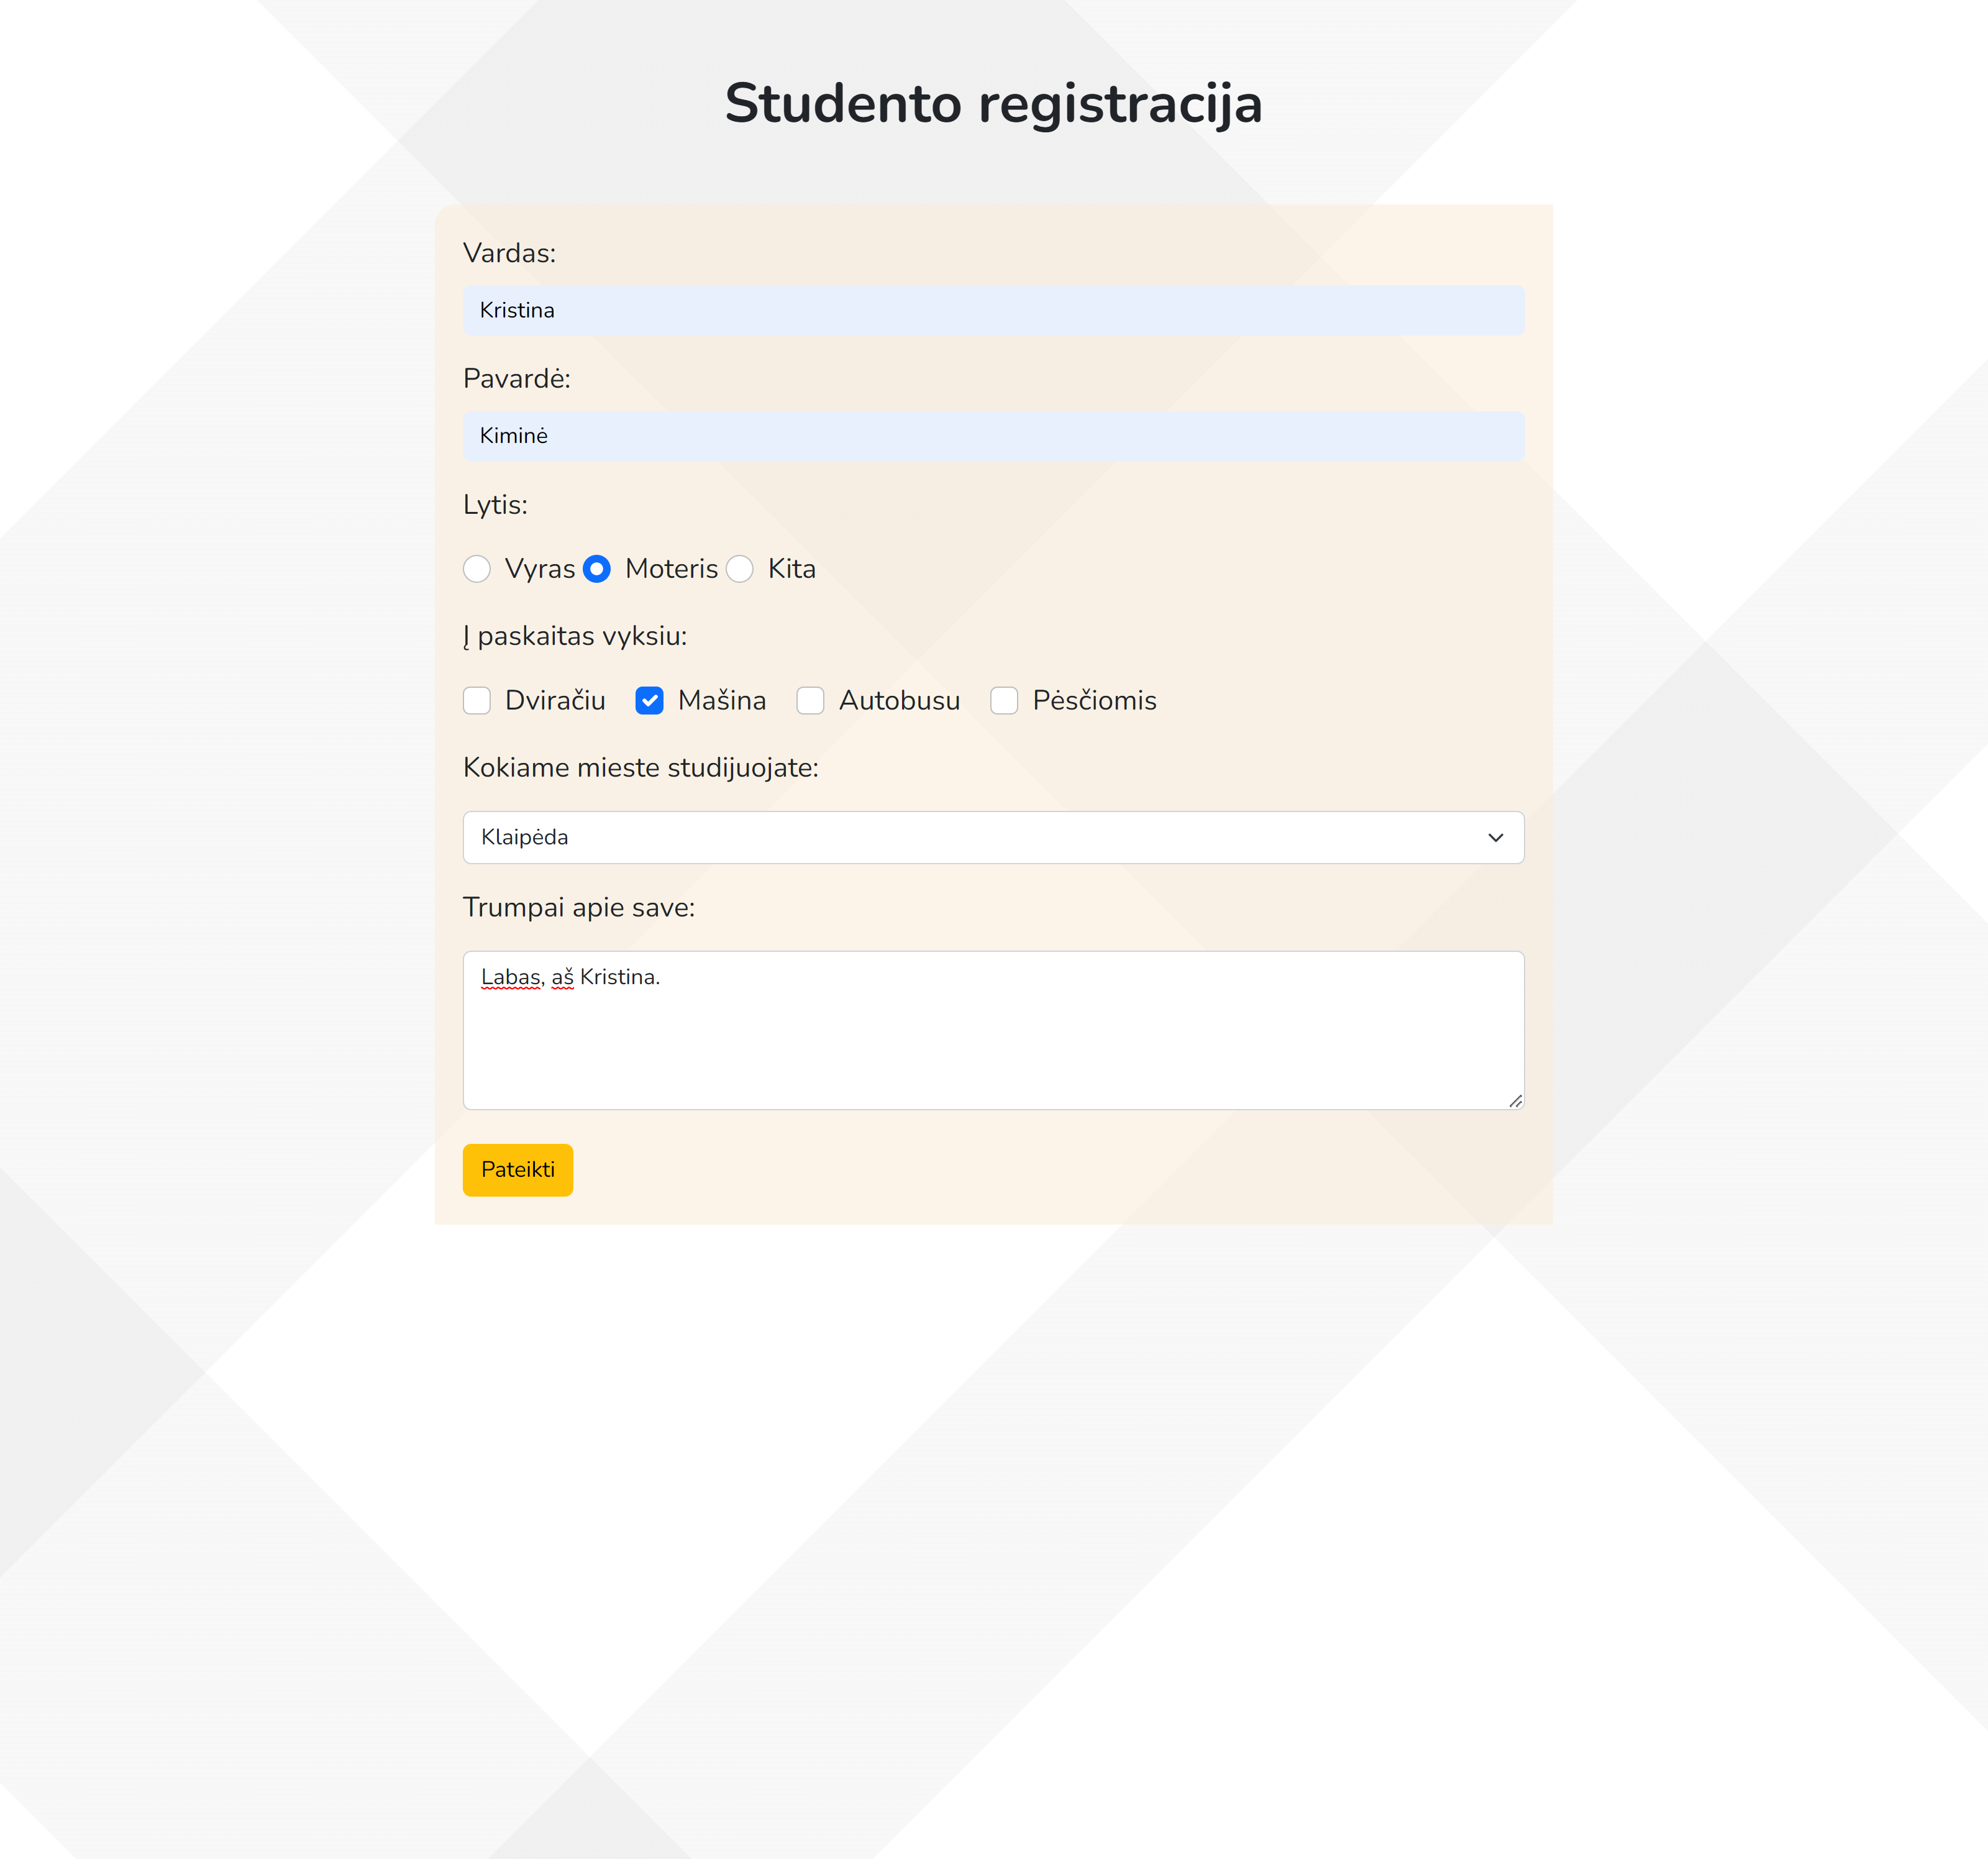 Studento registracija
Vardas:
Kristina
Pavardė:
Kiminė
Lytis:
Vyras Moteris Kita
Į paskaitas vyksiu:
Dviračiu Mašina Autobusu Pėsčiomis
Kokiame mieste studijuojate:
Klaipėda
Trumpai apie save:
Labas, aš Kristina.
Pateikti